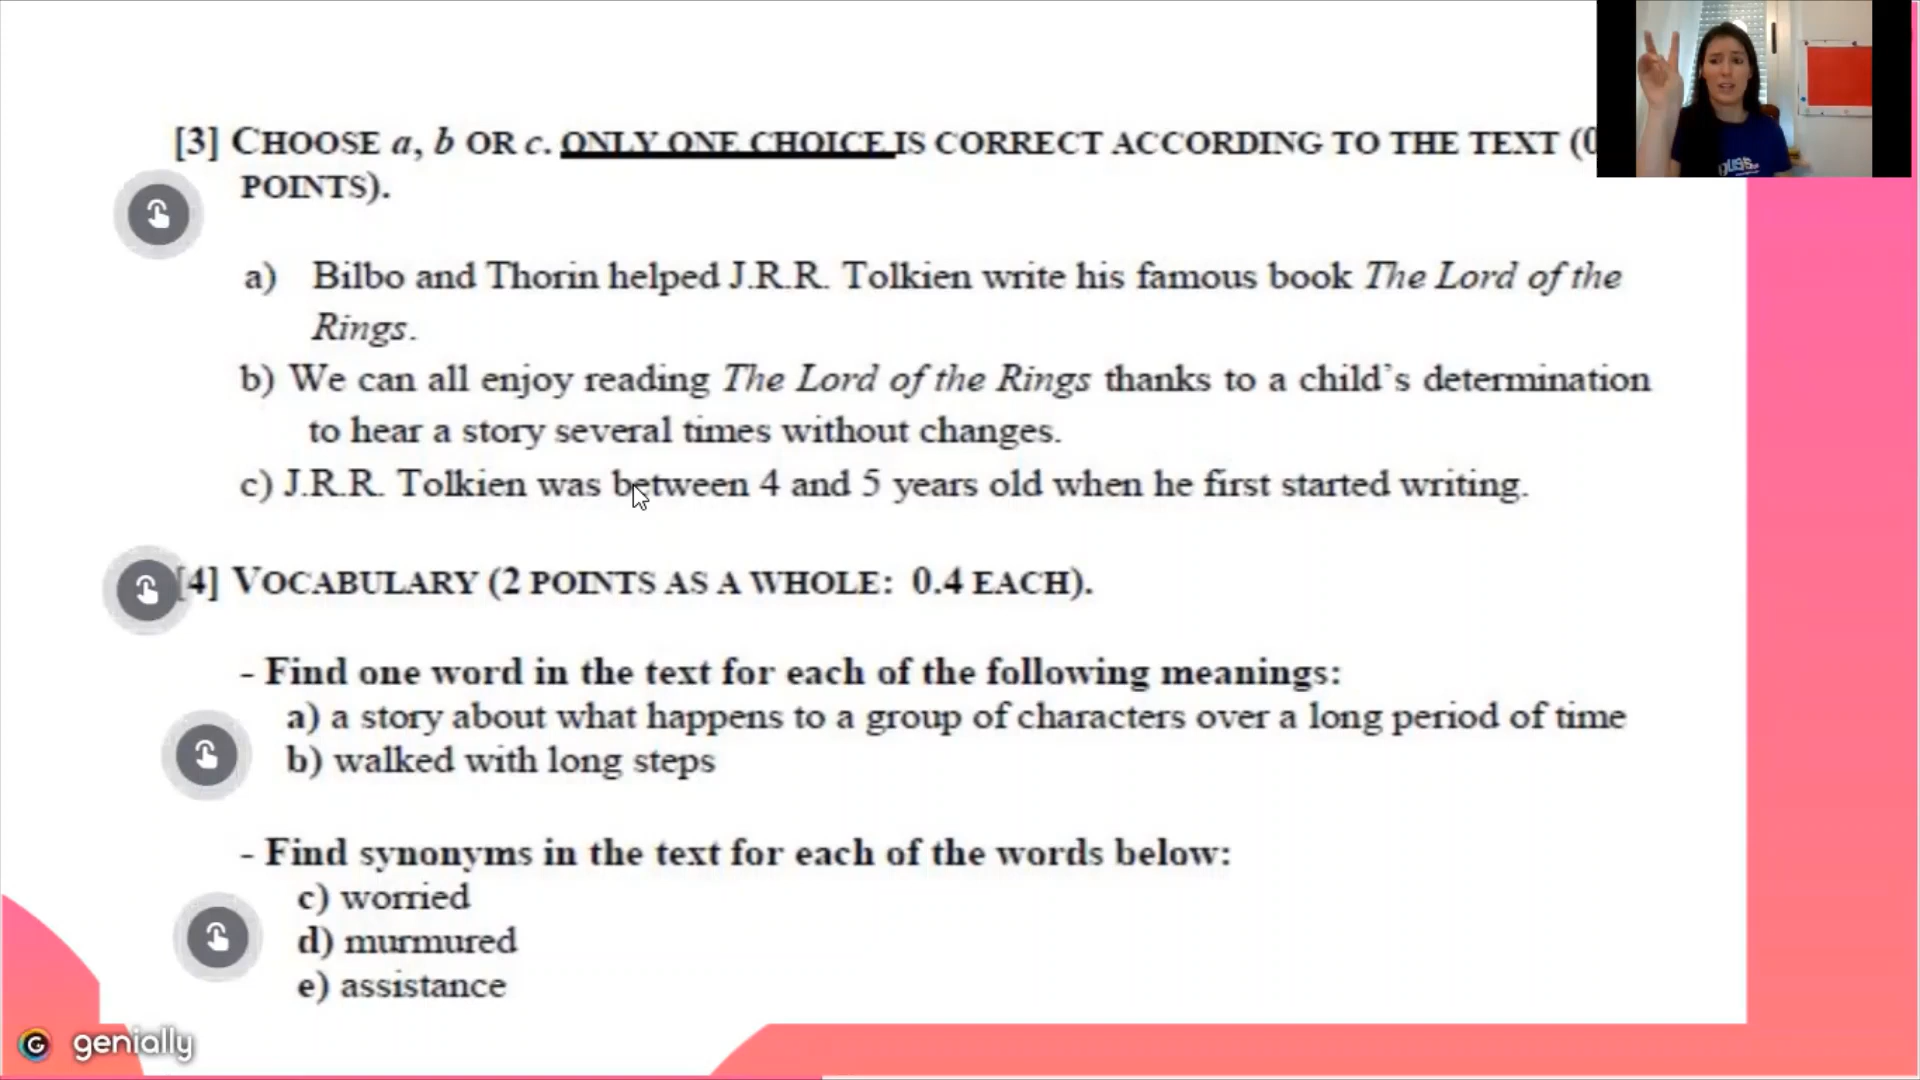 [3] CHOOSE a, b OR c. ONLY ONE CHOICE IS CORRECT ACCORDING TO THE TEXT (0
POINTS).
a) Bilbo and Thorin helped J.R.R. Tolkien write his famous book The Lord of the
Rings.
b) We can all enjoy reading The Lord of the Rings thanks to a child's determination
to hear a story several times without changes.
c) J.R.R. Tolkien was between 4 and 5 years old when he first started writing.
[4] VOCABULARY (2 POINTS AS A WHOLE: 0.4 EACH).
- Find one word in the text for each of the following meanings:
a) a story about what happens to a group of characters over a long period of time
b) walked with long steps
- Find synonyms in the text for each of the words below:
c) worried
d) murmured
e) assistance
G genially